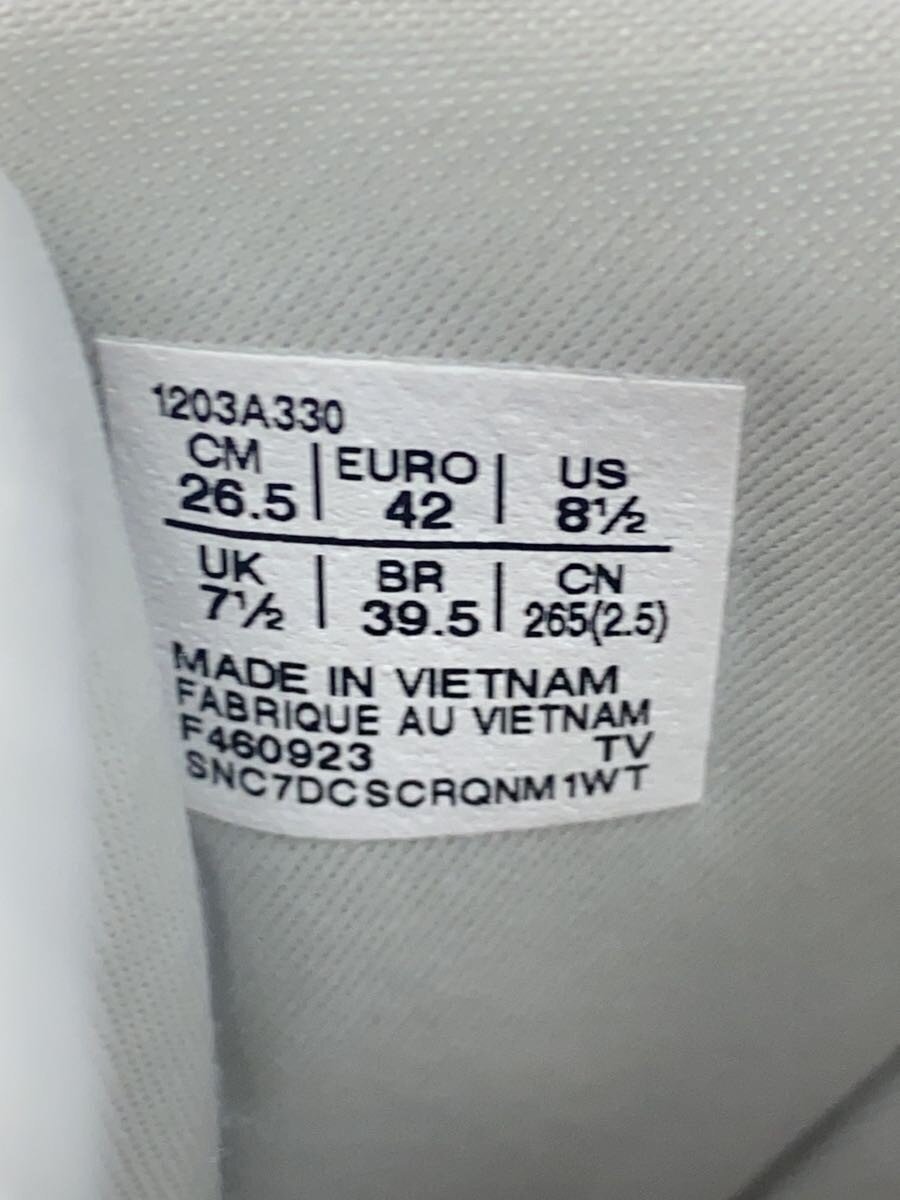 1203A330
CM | EURO | US
26.5 | 42 | 8½
UK | BR | CN
7½ | 39.5 | 265(2.5)
MADE IN VIETNAM
FABRIQUE AU VIETNAM
F460923 TV
SNC7DCSCRQNM1WT